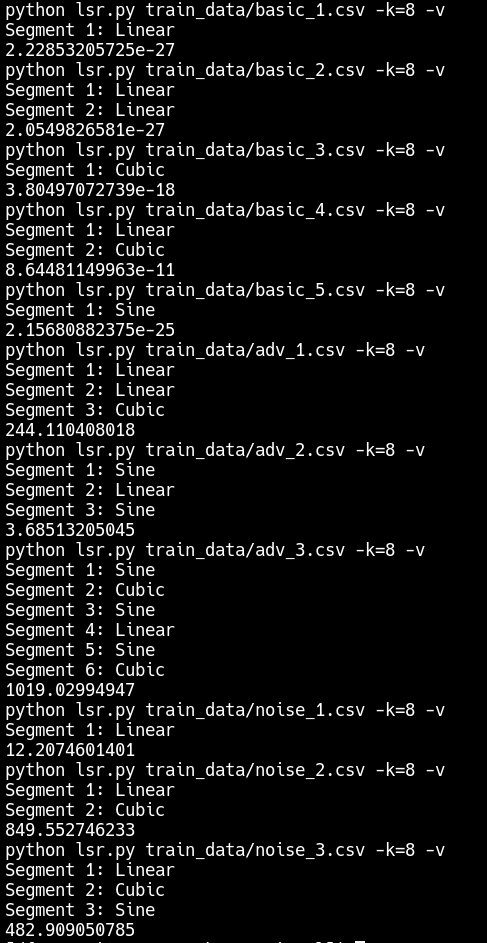 python lsr.py train_data/basic_1.csv -k=8 -v
Segment 1: Linear
2.22853205725e-27
python lsr.py train_data/basic_2.csv -k=8 -v
Segment 1: Linear
Segment 2: Linear
2.0549826581e-27
python lsr.py train_data/basic_3.csv -k=8 -v
Segment 1: Cubic
3.80497072739e-18
python lsr.py train_data/basic_4.csv -k=8 -v
Segment 1: Linear
Segment 2: Cubic
8.64481149963e-11
python lsr.py train_data/basic_5.csv -k=8 -v
Segment 1: Sine
2.15680882375e-25
python lsr.py train_data/adv_1.csv -k=8 -v
Segment 1: Linear
Segment 2: Linear
Segment 3: Cubic
244.110408018
python lsr.py train_data/adv_2.csv -k=8 -v
Segment 1: Sine
Segment 2: Linear
Segment 3: Sine
3.68513205045
python lsr.py train_data/adv_3.csv -k=8 -v
Segment 1: Sine
Segment 2: Cubic
Segment 3: Sine
Segment 4: Linear
Segment 5: Sine
Segment 6: Cubic
1019.02994947
python lsr.py train_data/noise_1.csv -k=8 -v
Segment 1: Linear
12.2074601401
python lsr.py train_data/noise_2.csv -k=8 -v
Segment 1: Linear
Segment 2: Cubic
849.552746233
python lsr.py train_data/noise_3.csv -k=8 -v
Segment 1: Linear
Segment 2: Cubic
Segment 3: Sine
482.909050785